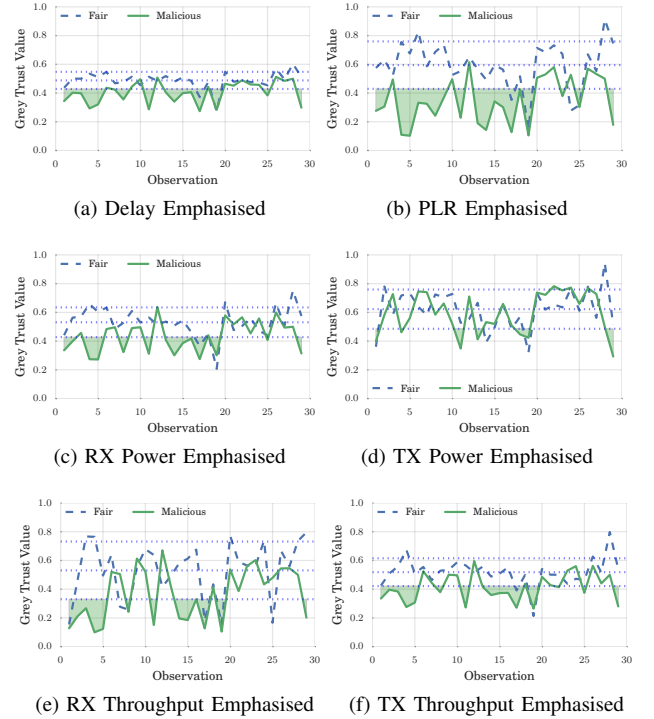 Fair Malicious
Grey Trust Value
1.0
0.8
0.6
0.4
0.2
0.0
0 5 10 15 20 25 30
Observation
(a) Delay Emphasised
Fair Malicious
Grey Trust Value
1.0
0.8
0.6
0.4
0.2
0.0
0 5 10 15 20 25 30
Observation
(b) PLR Emphasised
Fair Malicious
Grey Trust Value
1.0
0.8
0.6
0.4
0.2
0.0
0 5 10 15 20 25 30
Observation
(c) RX Power Emphasised
Grey Trust Value
1.0
0.8
0.6
0.4
0.2
0.0
Fair Malicious
0 5 10 15 20 25 30
Observation
(d) TX Power Emphasised
Fair Malicious
Grey Trust Value
1.0
0.8
0.6
0.4
0.2
0.0
0 5 10 15 20 25 30
Observation
(e) RX Throughput Emphasised
Fair Malicious
Grey Trust Value
1.0
0.8
0.6
0.4
0.2
0.0
0 5 10 15 20 25 30
Observation
(f) TX Throughput Emphasised